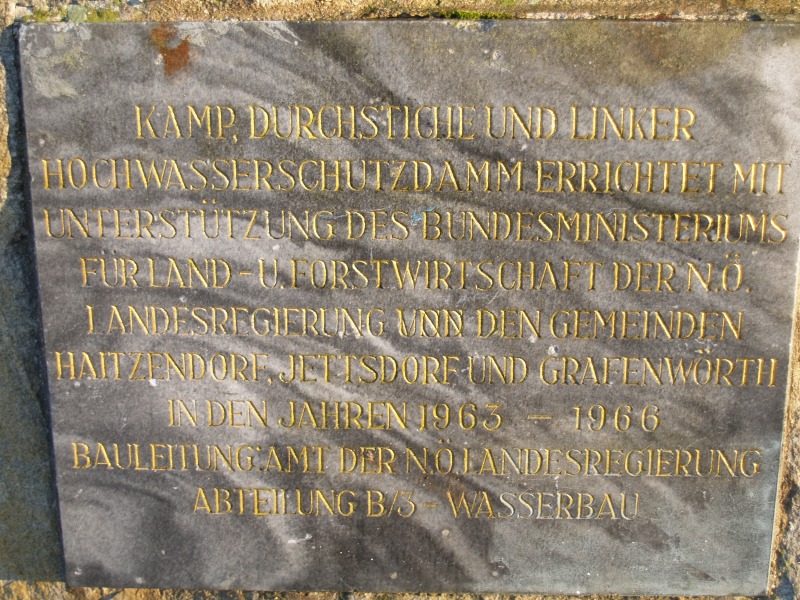 KAMP, DURCHSTICHE UND LINKER
HOCHWASSERSCHUTZDAMM ERRICHTET MIT
UNTERSTÜTZUNG DES BUNDESMINISTERIUMS
FÜR LAND-U. FORSTWIRTSCHAFT DER N.Ö.
LANDESREGIERUNG UND DEN GEMEINDEN
HAITZENDORF, JETTSDORF UND GRAFENWÖRTH
IN DEN JAHREN 1963 – 1966
BAULEITUNG: AMT DER N.Ö. LANDESREGIERUNG
ABTEILUNG B/3 - WASSERBAU